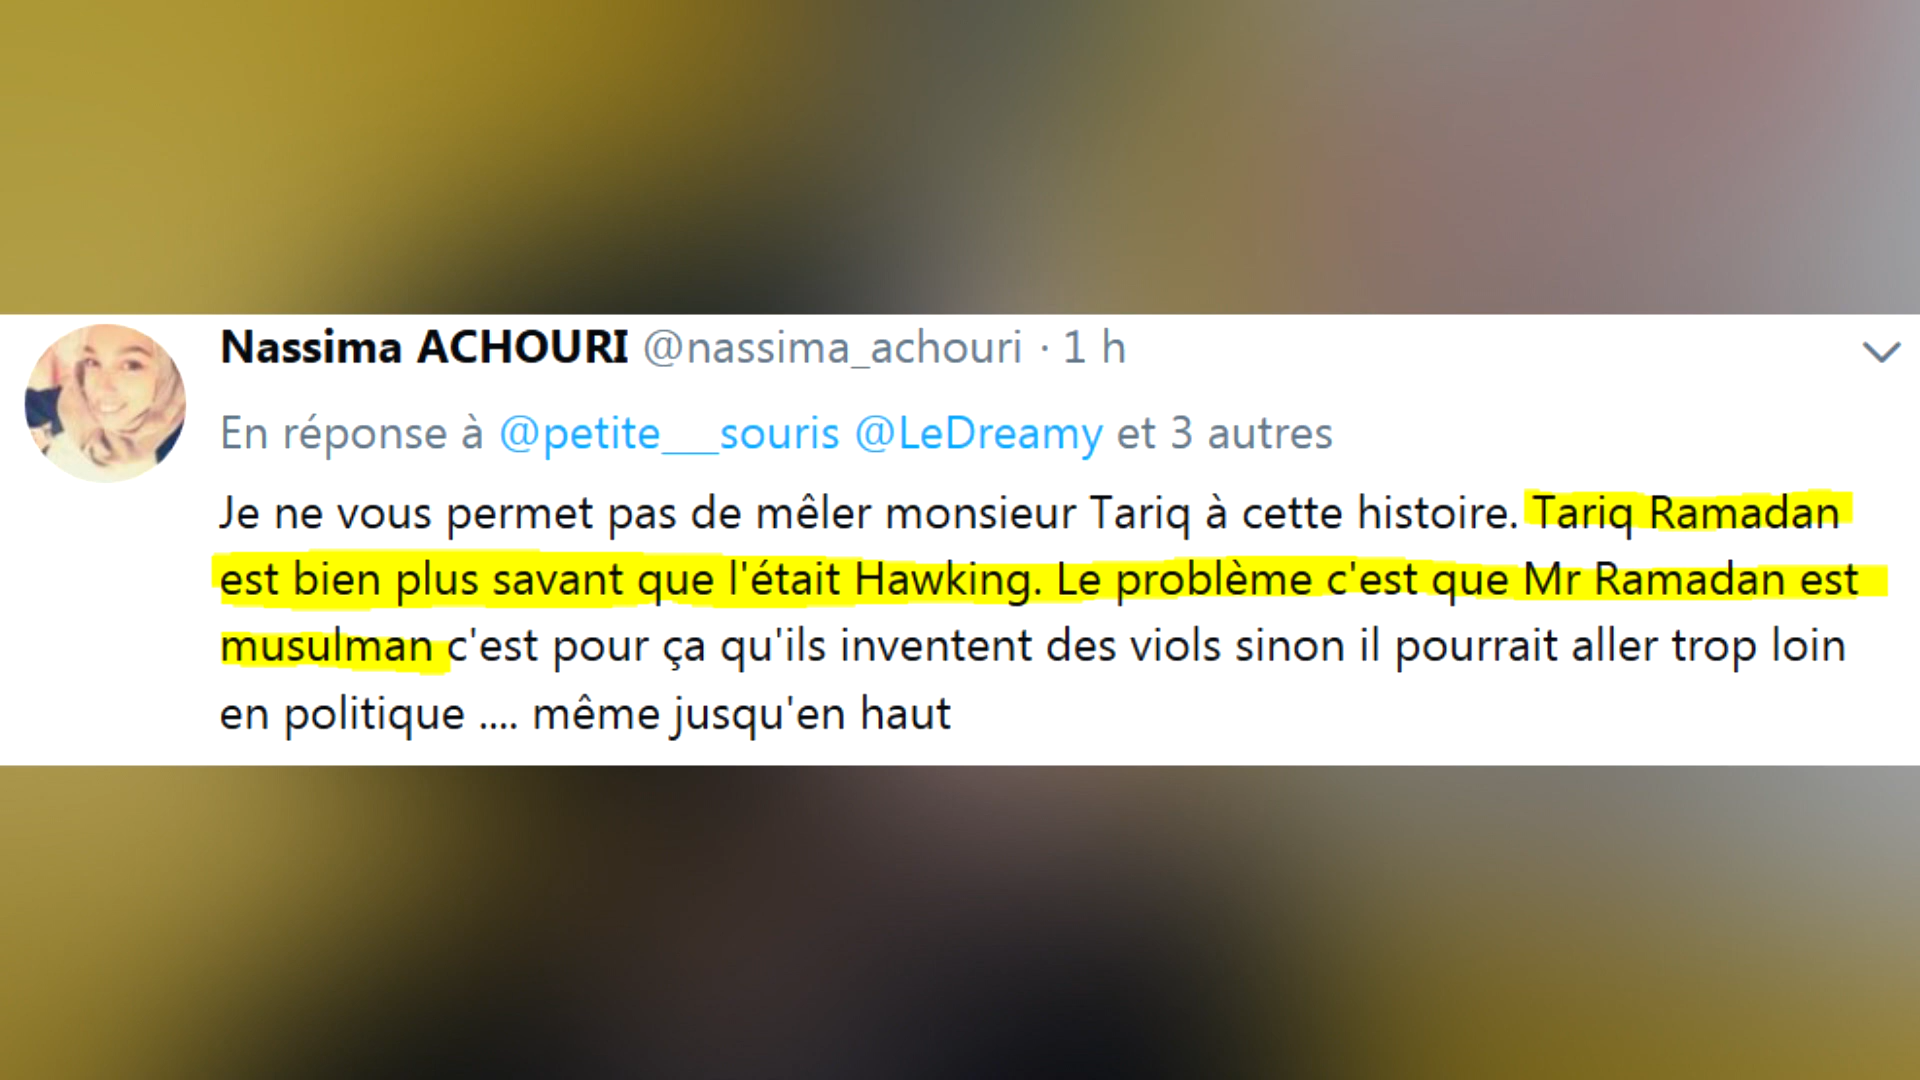 Nassima ACHOURI @nassima_achouri · 1 h
En réponse à @petite___souris @LeDreamy et 3 autres
Je ne vous permet pas de mêler monsieur Tariq à cette histoire. Tariq Ramadan
est bien plus savant que l'était Hawking. Le problème c'est que Mr Ramadan est
musulman c'est pour ça qu'ils inventent des viols sinon il pourrait aller trop loin
en politique .... même jusqu'en haut